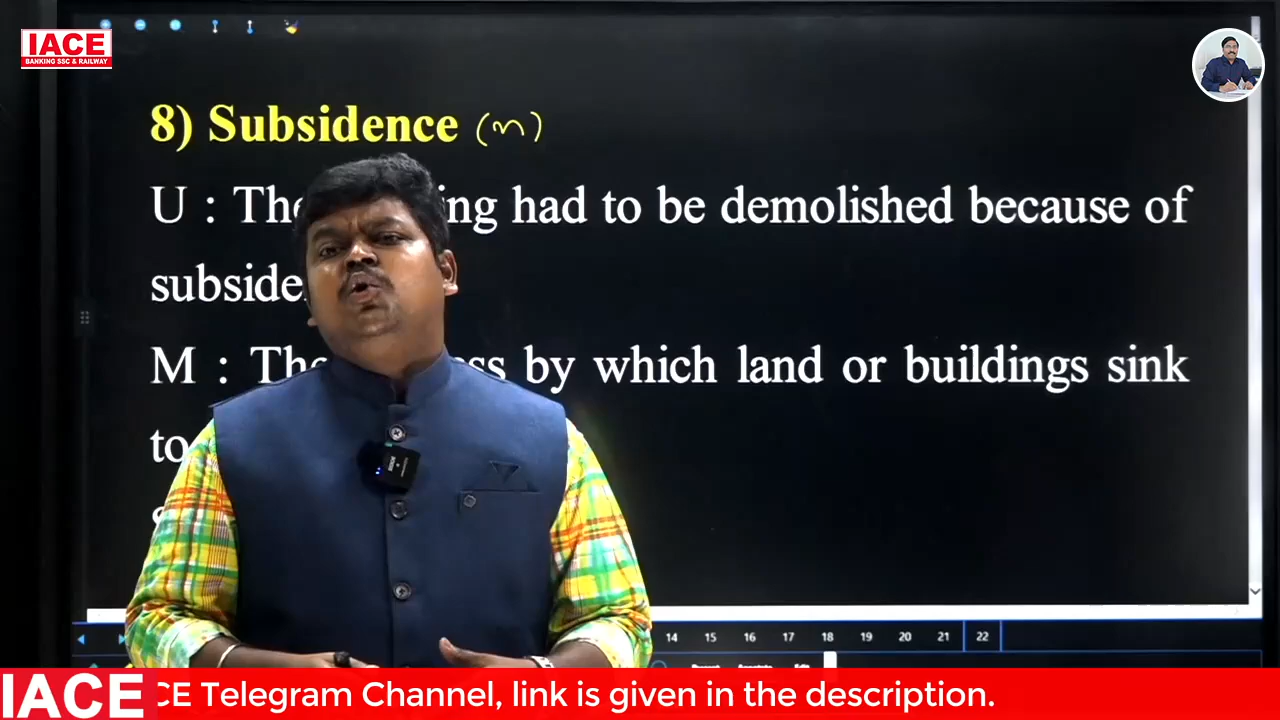 IACE
BANKING SSC & RAILWAY
8) Subsidence (n)
U : The ing had to be demolished because of
subside
M : The ss by which land or buildings sink
to
14 15 16 17 18 19 20 21 22
IACE CE Telegram Channel, link is given in the description.